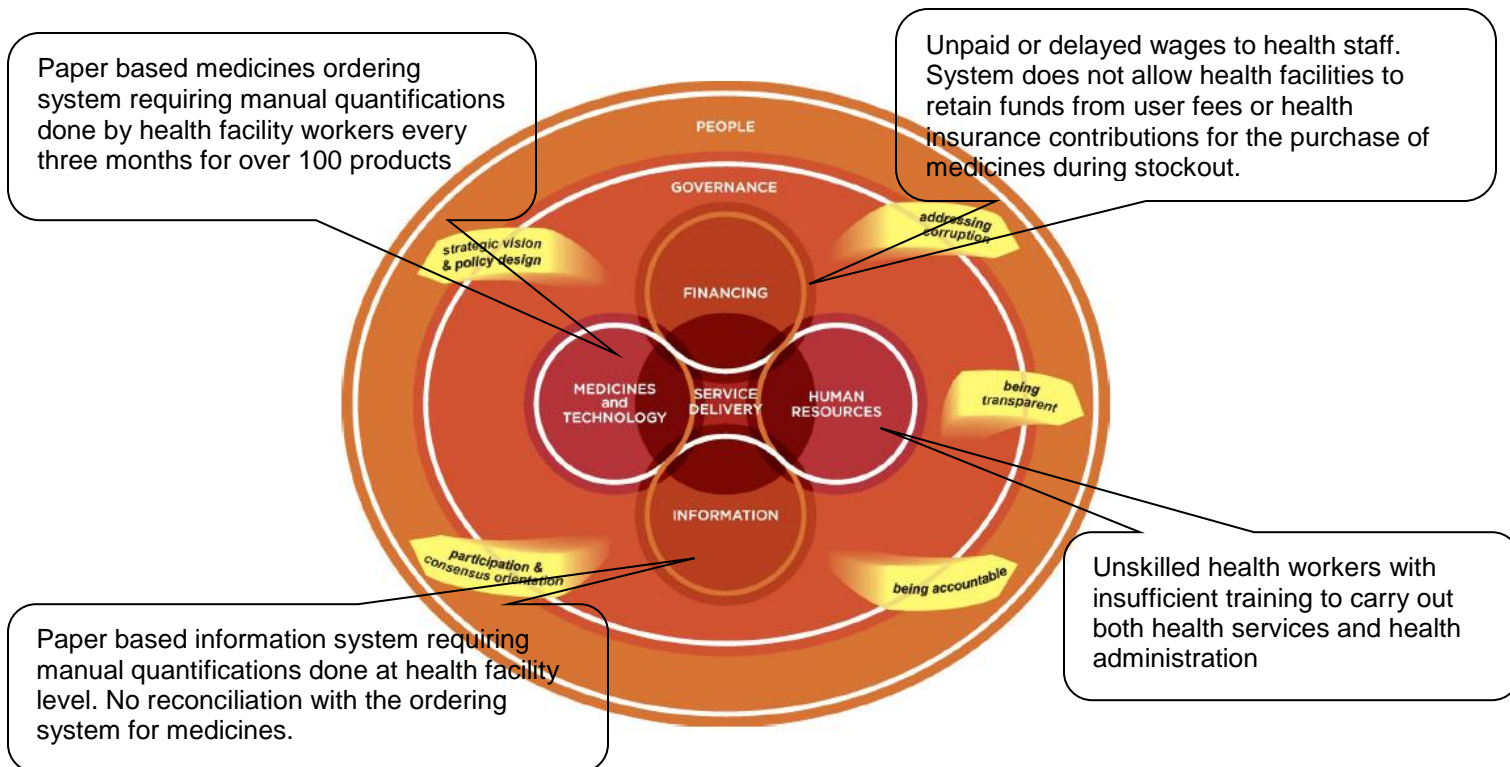 Paper based medicines ordering
system requiring manual quantifications
done by health facility workers every
three months for over 100 products
Unpaid or delayed wages to health staff.
System does not allow health facilities to
retain funds from user fees or health
insurance contributions for the purchase of
medicines during stockout.
PEOPLE
GOVERNANCE
strategic vision
& policy design
addressing
corruption
FINANCING
MEDICINES
and
TECHNOLOGY
SERVICE
DELIVERY
HUMAN
RESOURCES
being
transparent
INFORMATION
participation &
consensus orientation
being accountable
Paper based information system requiring
manual quantifications done at health facility
level. No reconciliation with the ordering
system for medicines.
Unskilled health workers with
insufficient training to carry out
both health services and health
administration